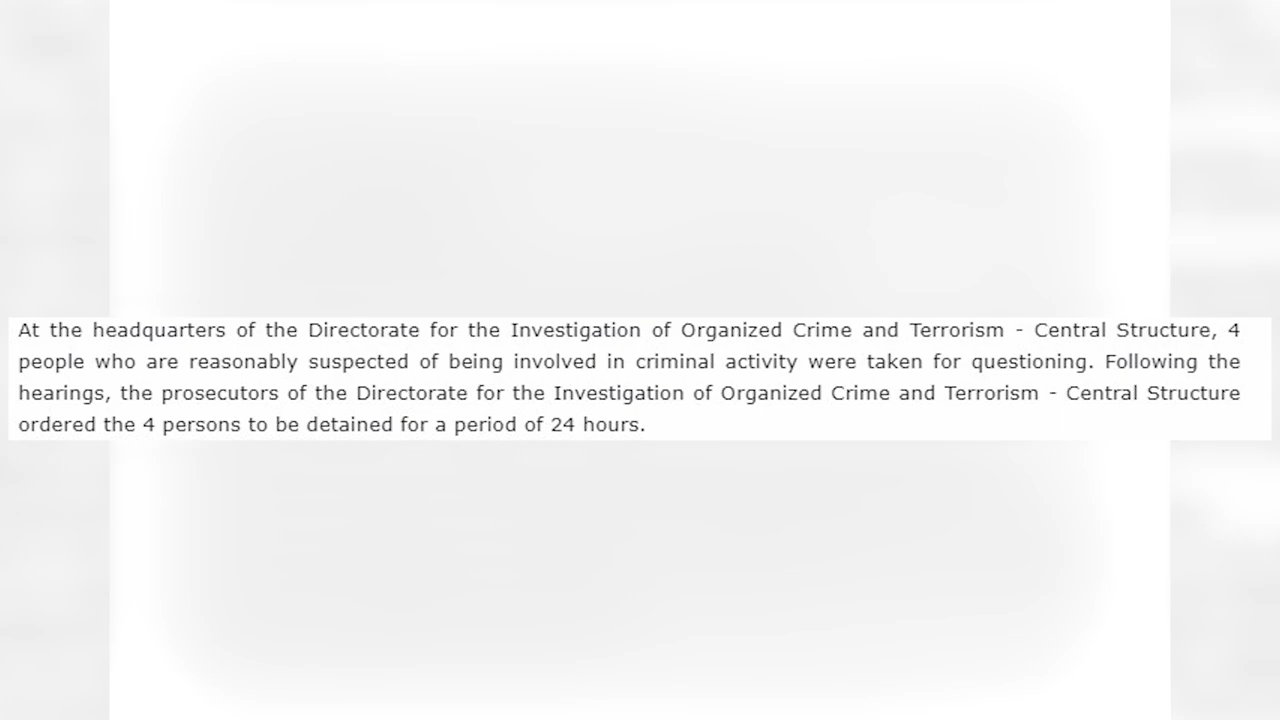 At the headquarters of the Directorate for the Investigation of Organized Crime and Terrorism - Central Structure, 4
people who are reasonably suspected of being involved in criminal activity were taken for questioning. Following the
hearings, the prosecutors of the Directorate for the Investigation of Organized Crime and Terrorism - Central Structure
ordered the 4 persons to be detained for a period of 24 hours.